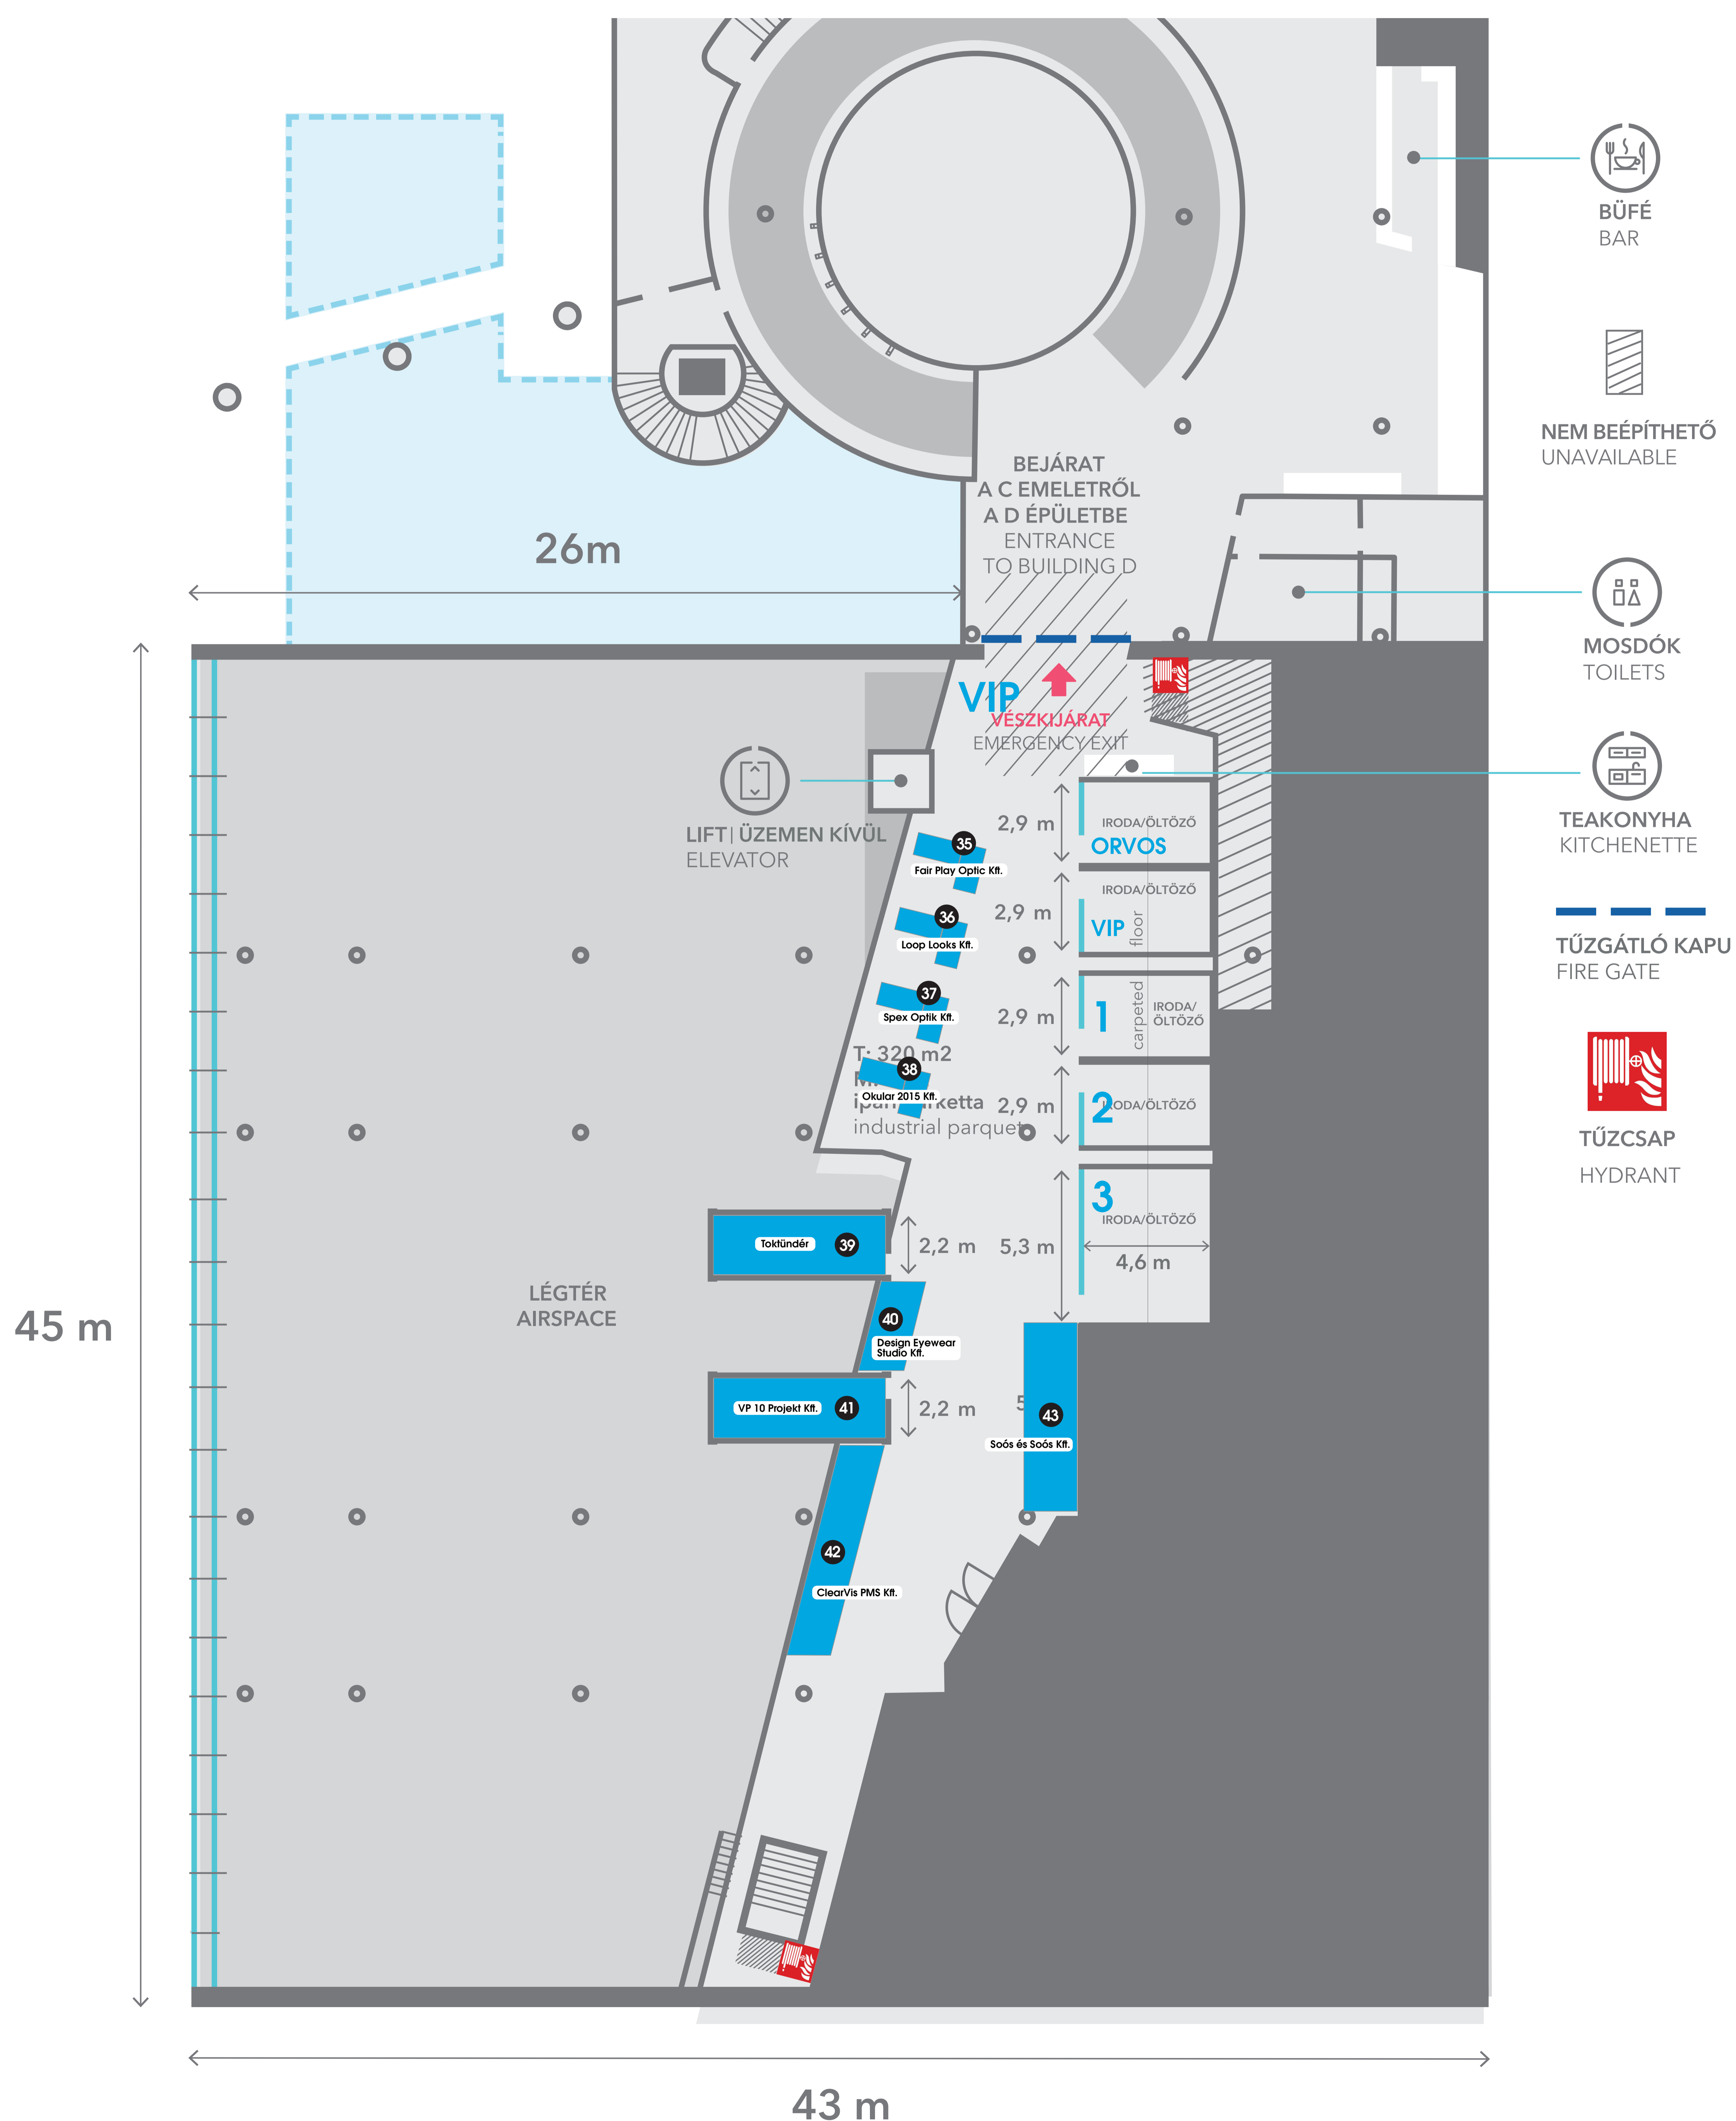 BÜFÉ
BAR
NEM BEÉPÍTHETŐ
UNAVAILABLE
BEJÁRAT
A C EMELETRŐL
A D ÉPÜLETBE
ENTRANCE
TO BUILDING D
26m
MOSDÓK
TOILETS
VIP
VÉSZKIJÁRAT
EMERGENCY EXIT
TEAKONYHA
KITCHENETTE
LIFT| ÜZEMEN KÍVÜL
ELEVATOR
2,9 m
IRODA/ÖLTÖZŐ
ORVOS
35
Fair Play Optic Kft.
2,9 m
IRODA/ÖLTÖZŐ
VIP
floor
36
Loop Looks Kft.
TŰZGÁTLÓ KAPU
FIRE GATE
37
Spex Optik Kft.
2,9 m
1
carpeted
IRODA/
ÖLTÖZŐ
T: 320 m2
38
Okular 2015 Kft.
industrial parquet
2,9 m
2
IRODA/ÖLTÖZŐ
TŰZCSAP
HYDRANT
3
IRODA/ÖLTÖZŐ
5,3 m
4,6 m
Toktündér
39
2,2 m
LÉGTÉR
AIRSPACE
45 m
40
Design Eyewear
Studio Kft.
VP 10 Projekt Kft.
41
2,2 m
43
Soós és Soós Kft.
42
ClearVis PMS Kft.
43 m